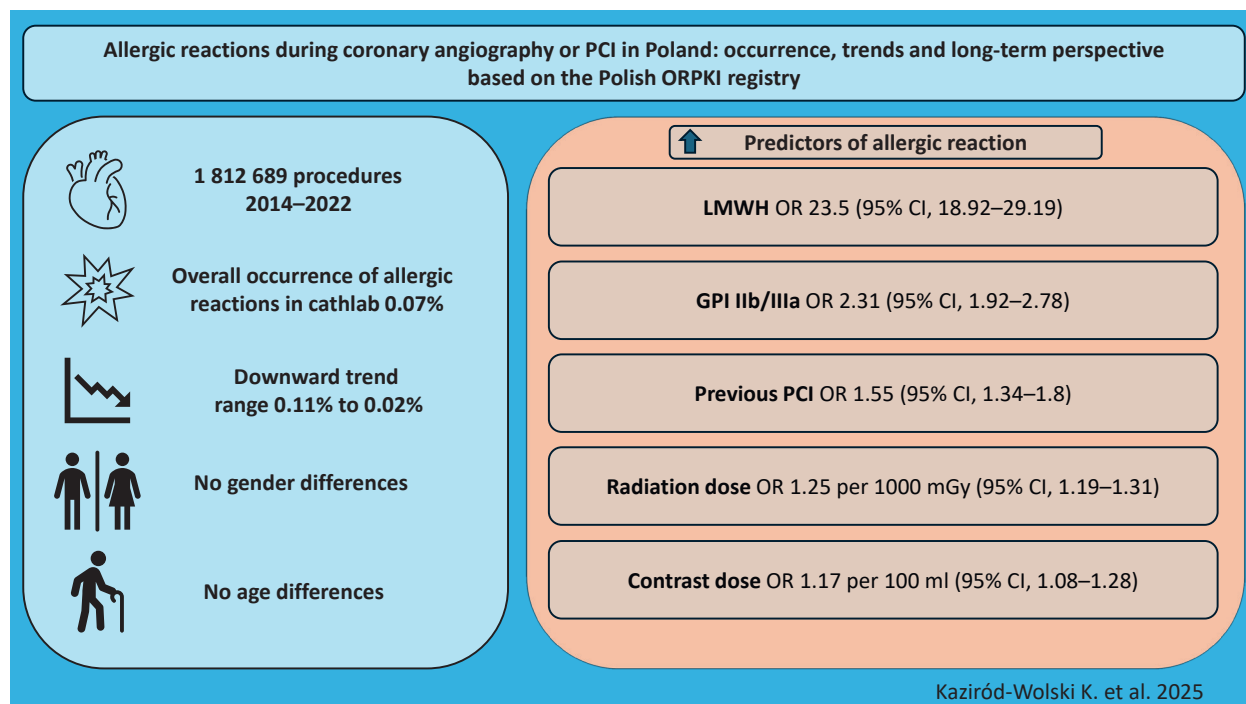 Allergic reactions during coronary angiography or PCI in Poland: occurrence, trends and long-term perspective
based on the Polish ORPKI registry
1 812 689 procedures
2014–2022
Overall occurrence of allergic
reactions in cathlab 0.07%
Downward trend
range 0.11% to 0.02%
No gender differences
No age differences
Predictors of allergic reaction
LMWH OR 23.5 (95% CI, 18.92–29.19)
GPI IIb/IIIa OR 2.31 (95% CI, 1.92–2.78)
Previous PCI OR 1.55 (95% CI, 1.34–1.8)
Radiation dose OR 1.25 per 1000 mGy (95% CI, 1.19–1.31)
Contrast dose OR 1.17 per 100 ml (95% CI, 1.08–1.28)
Kaziród-Wolski K. et al. 2025